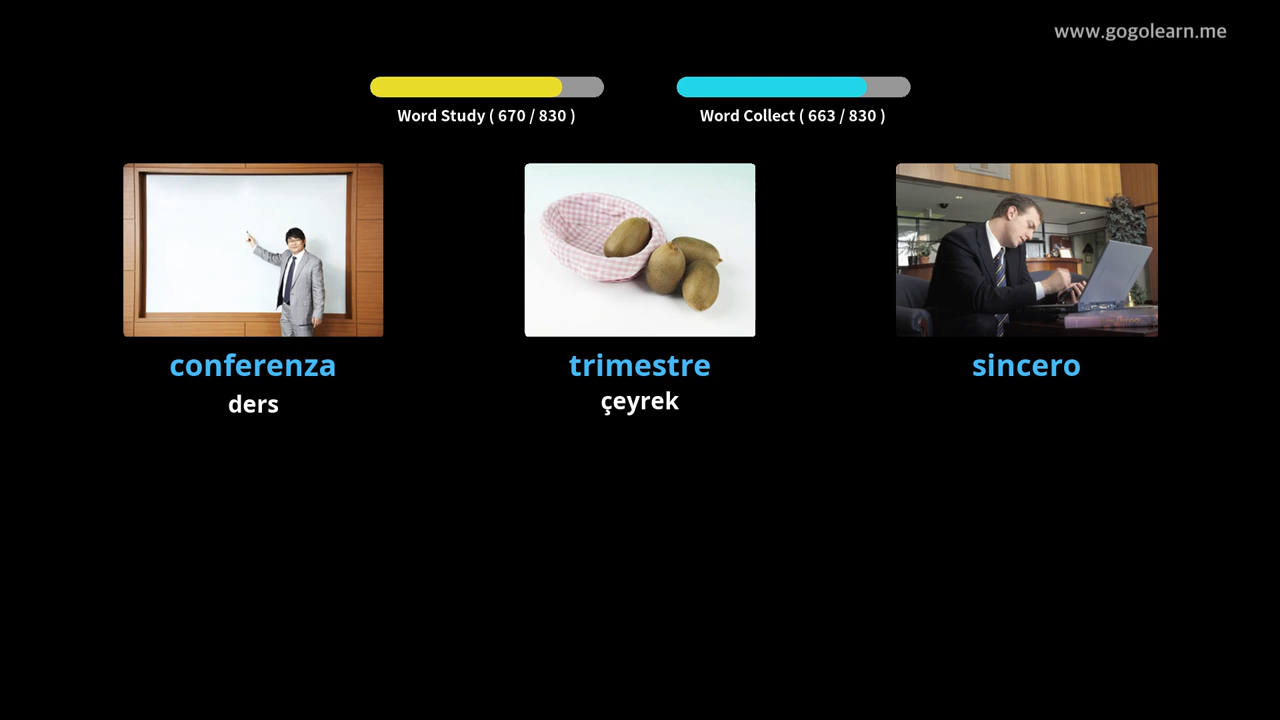 www.gogolearn.me
Word Study ( 670 / 830 )
Word Collect ( 663 / 830 )
conferenza
ders
trimestre
çeyrek
sincero